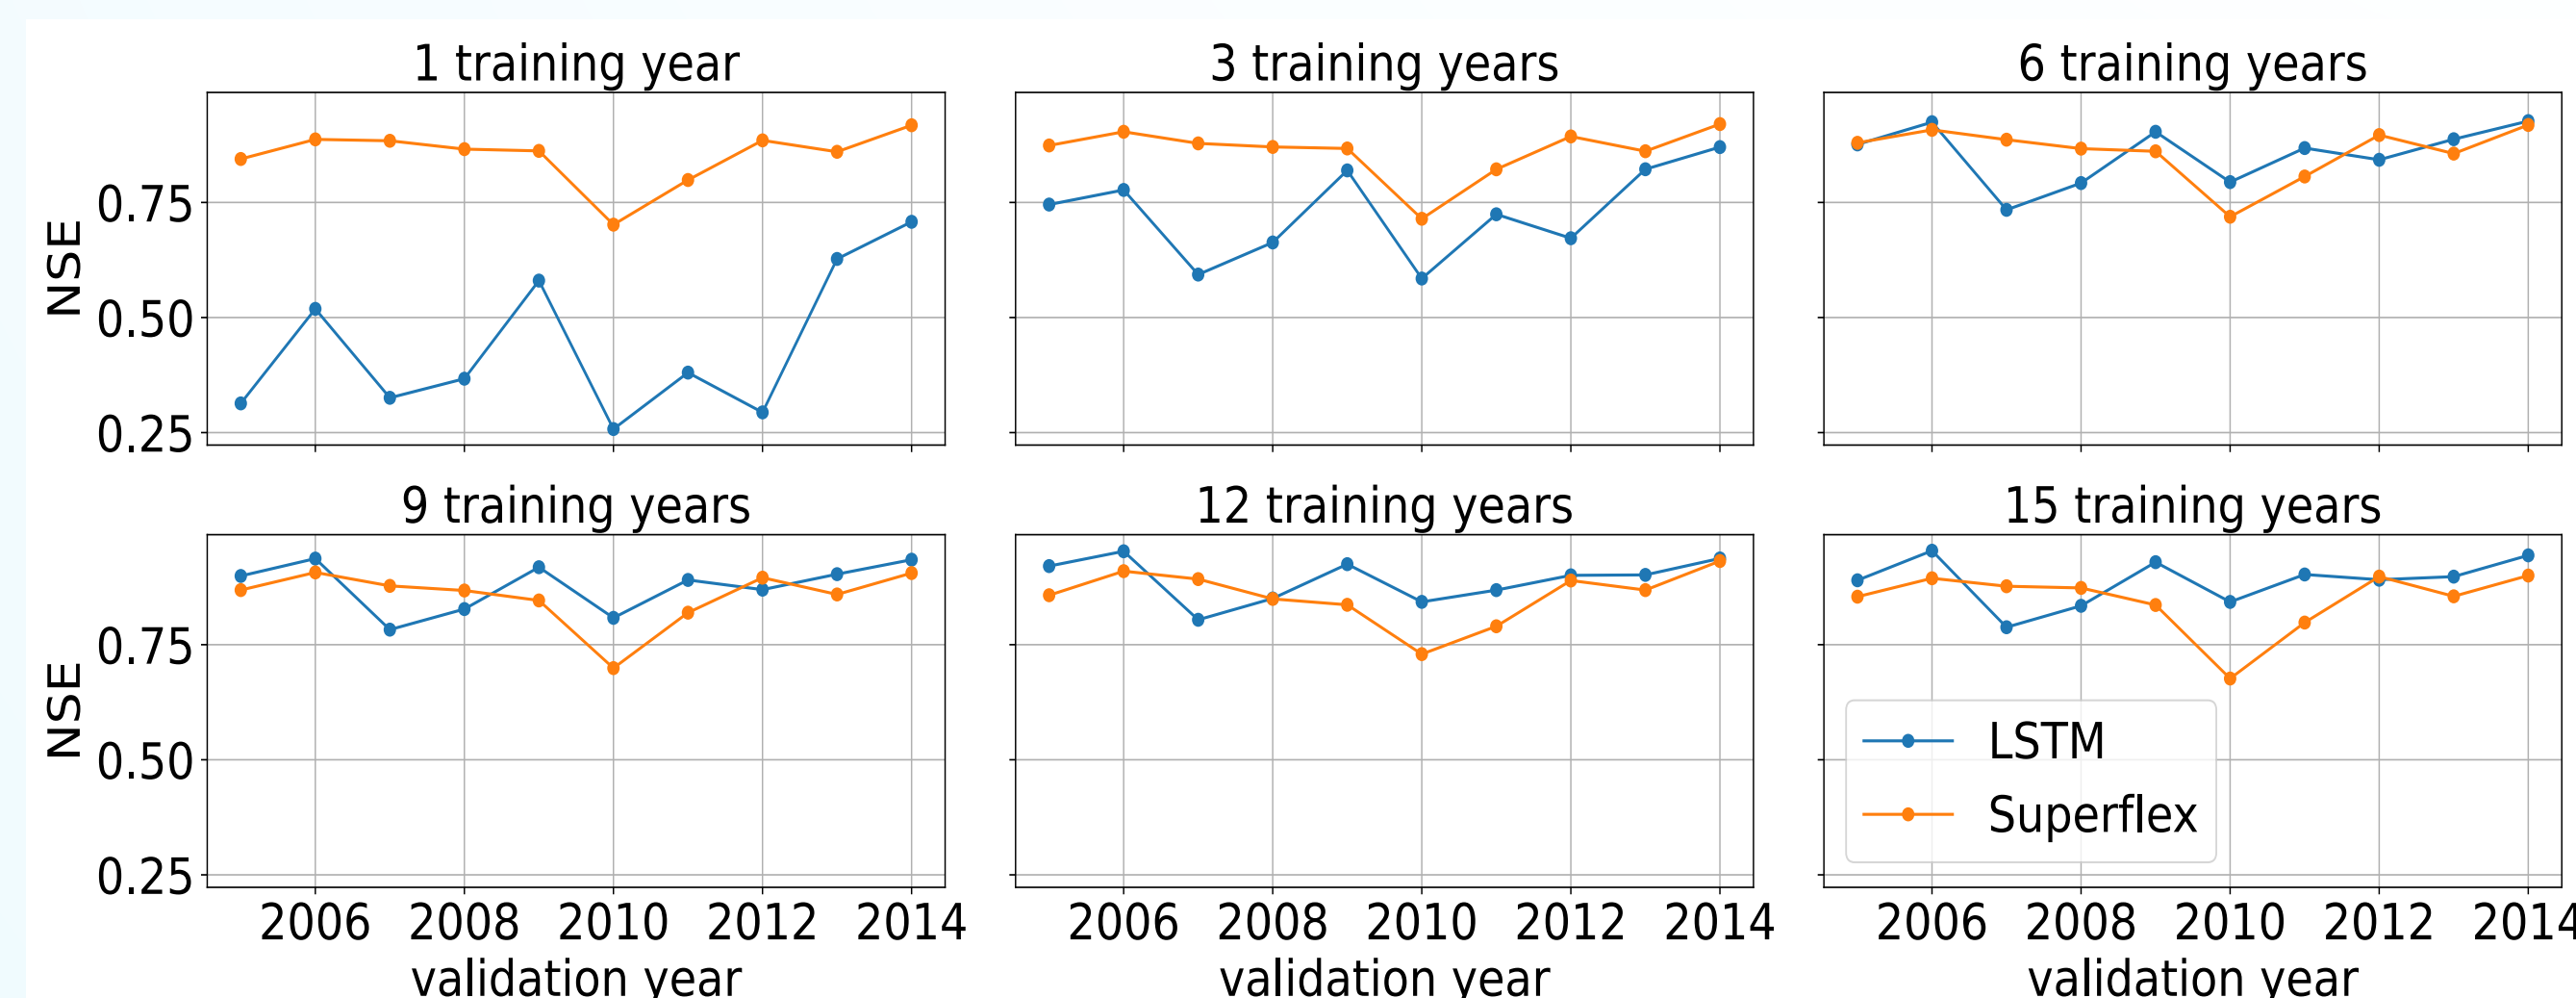 1 training year
3 training years
6 training years
NSE
0.75
0.50
0.25
9 training years
12 training years
15 training years
NSE
0.75
0.50
0.25
LSTM
Superflex
2006 2008 2010 2012 2014
2006 2008 2010 2012 2014
2006 2008 2010 2012 2014
validation year
validation year
validation year